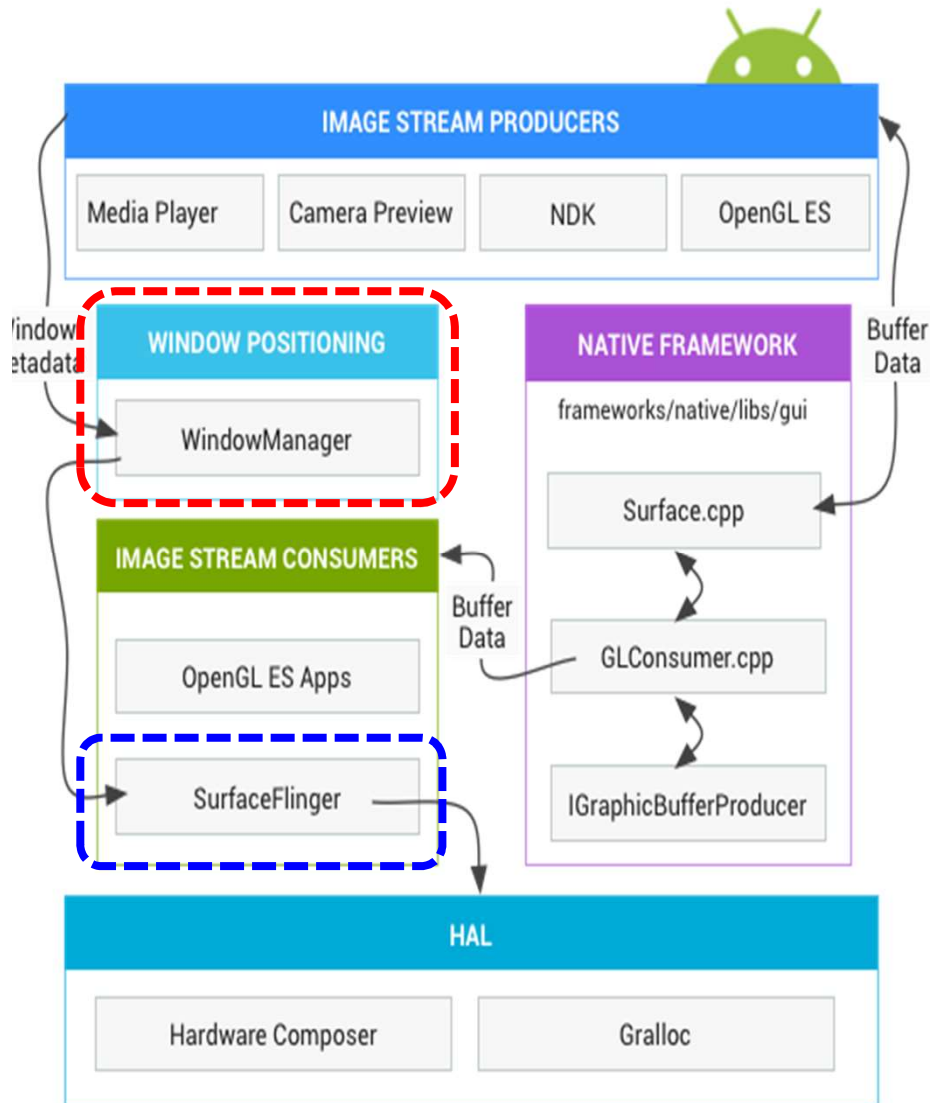 IMAGE STREAM PRODUCERS
Media Player
Camera Preview
NDK
OpenGL ES
WINDOW POSITIONING
WindowManager
NATIVE FRAMEWORK
frameworks/native/libs/gui
Buffer
Data
Surface.cpp
IMAGE STREAM CONSUMERS
Buffer
Data
GLConsumer.cpp
OpenGL ES Apps
SurfaceFlinger
IGraphicBufferProducer
HAL
Hardware Composer
Gralloc